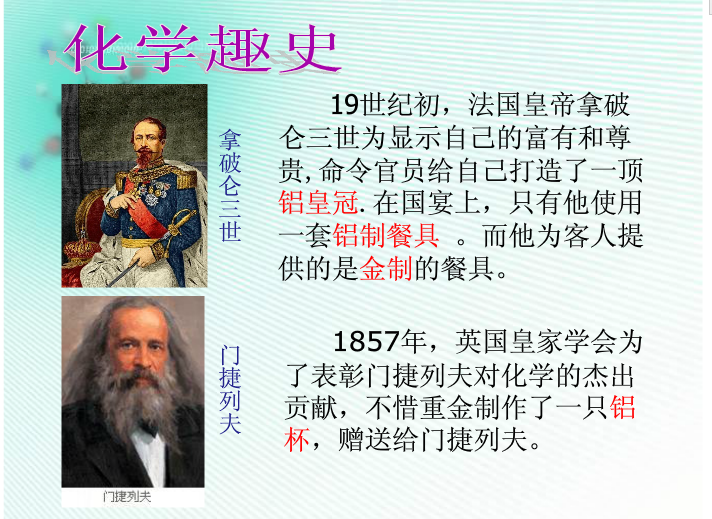 化学趣史
拿破仑三世
19世纪初，法国皇帝拿破
仑三世为显示自己的富有和尊
贵,命令官员给自己打造了一顶
铝皇冠.在国宴上，只有他使用
一套铝制餐具 。而他为客人提
供的是金制的餐具。
门捷列夫
1857年，英国皇家学会为
了表彰门捷列夫对化学的杰出
贡献，不惜重金制作了一只铝
杯，赠送给门捷列夫。
门捷列夫